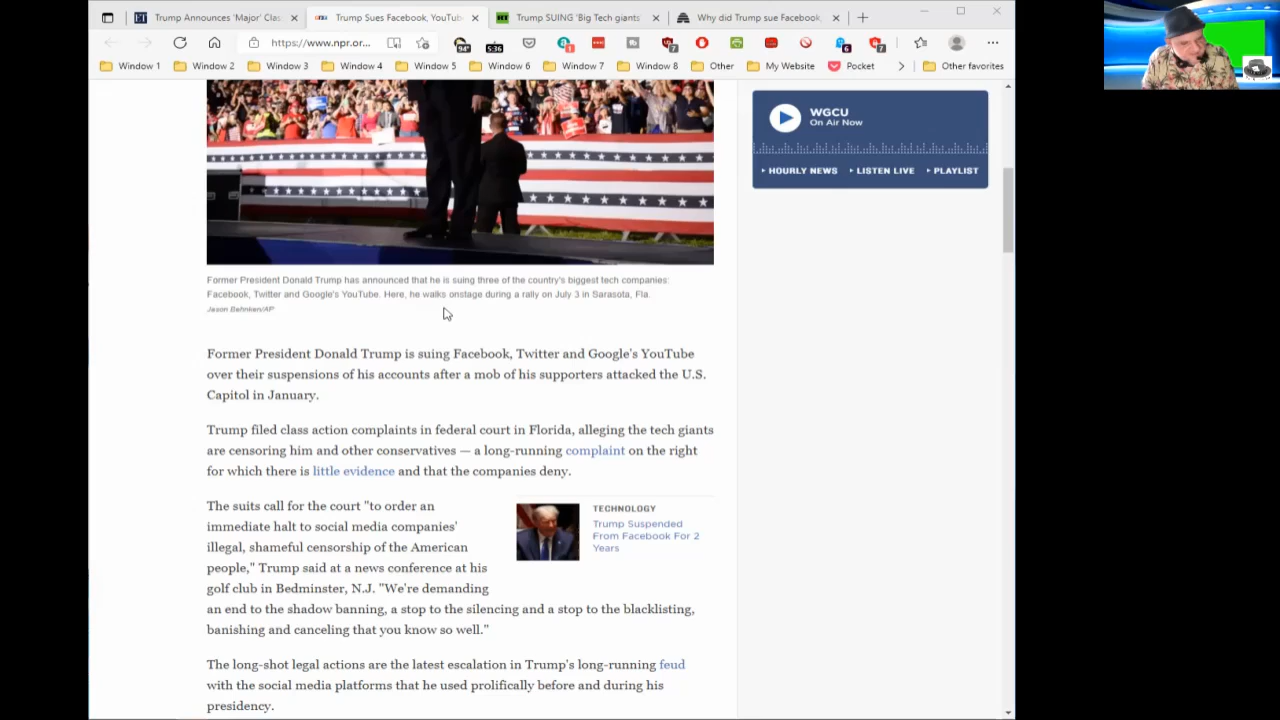 Trump Announces 'Major' Clas
Trump Sues Facebook, YouTub
Trump SUING 'Big Tech giants'
Why did Trump sue Facebook,
https://www.npr.or...
94°
5:36
1
7
6
7
Window 1
Window 2
Window 3
Window 4
Window 5
Window 6
Window 7
Window 8
Other
My Website
Pocket
Other favorites
WGCU
On Air Now
HOURLY NEWS
LISTEN LIVE
PLAYLIST
Former President Donald Trump has announced that he is suing three of the country's biggest tech companies:
Facebook, Twitter and Google's YouTube. Here, he walks onstage during a rally on July 3 in Sarasota, Fla.
Jason Behnken/AP
Former President Donald Trump is suing Facebook, Twitter and Google's YouTube
over their suspensions of his accounts after a mob of his supporters attacked the U.S.
Capitol in January.
Trump filed class action complaints in federal court in Florida, alleging the tech giants
are censoring him and other conservatives — a long-running complaint on the right
for which there is little evidence and that the companies deny.
The suits call for the court "to order an
immediate halt to social media companies'
illegal, shameful censorship of the American
people," Trump said at a news conference at his
golf club in Bedminster, N.J. "We're demanding
an end to the shadow banning, a stop to the silencing and a stop to the blacklisting,
banishing and canceling that you know so well."
TECHNOLOGY
Trump Suspended
From Facebook For 2
Years
The long-shot legal actions are the latest escalation in Trump's long-running feud
with the social media platforms that he used prolifically before and during his
presidency.